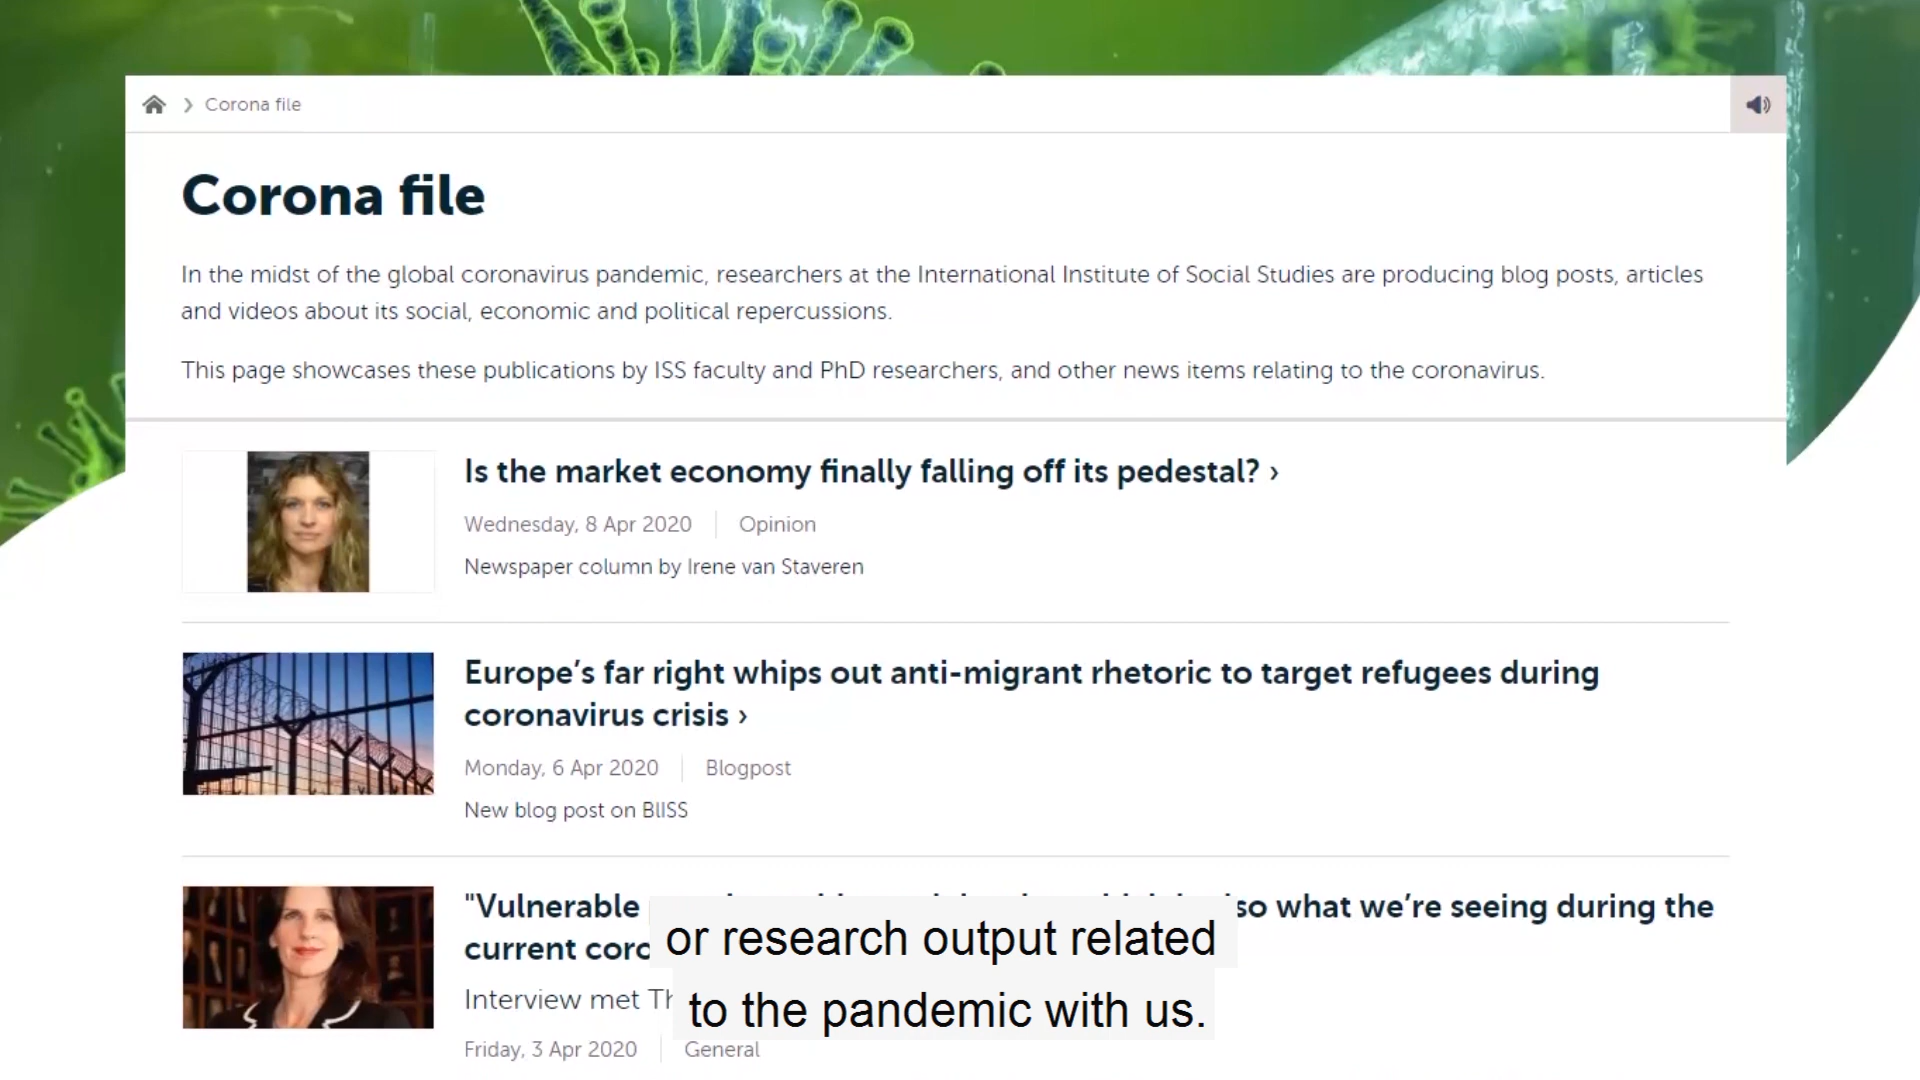 Corona file
Corona file
In the midst of the global coronavirus pandemic, researchers at the International Institute of Social Studies are producing blog posts, articles
and videos about its social, economic and political repercussions.
This page showcases these publications by ISS faculty and PhD researchers, and other news items relating to the coronavirus.
Is the market economy finally falling off its pedestal? ›
Wednesday, 8 Apr 2020 Opinion
Newspaper column by Irene van Staveren
Europe’s far right whips out anti-migrant rhetoric to target refugees during
coronavirus crisis ›
Monday, 6 Apr 2020 Blogpost
New blog post on BlISS
"Vulnerable what we’re seeing during the
current
Interview met
Friday, 3 Apr 2020 General
or research output related
to the pandemic with us.